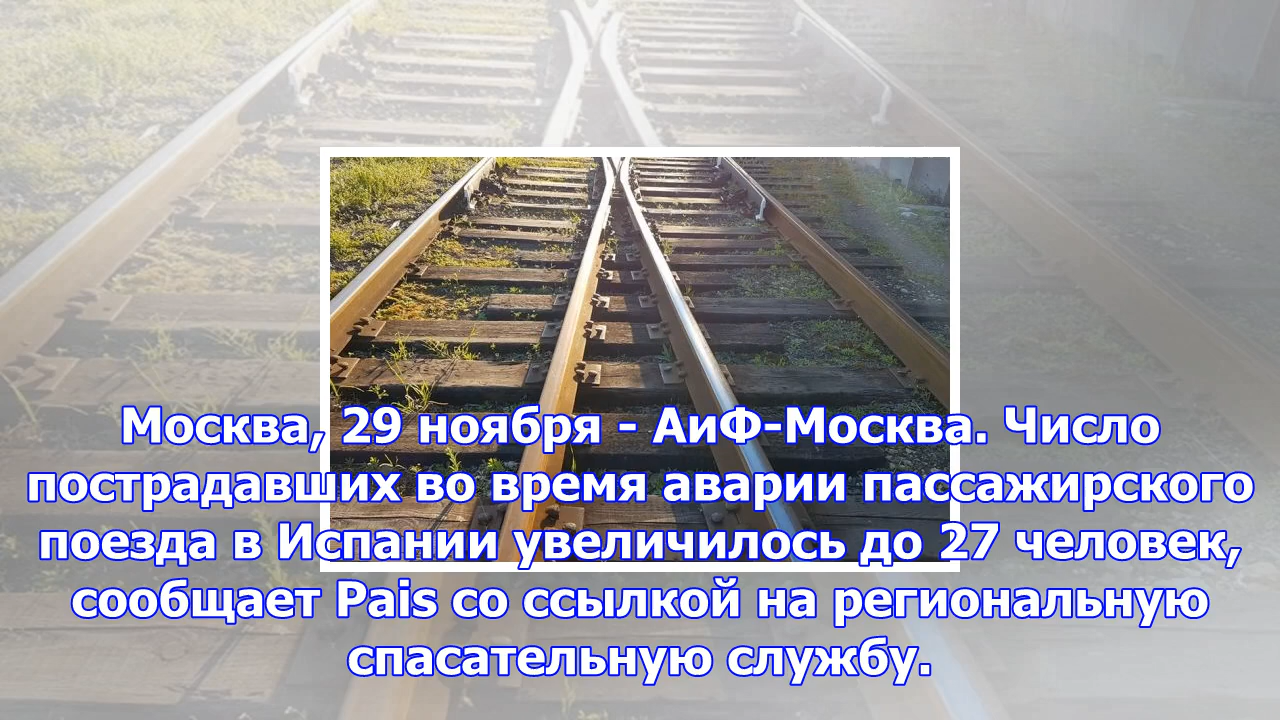 Москва, 29 ноября - АиФ-Москва. Число
пострадавших во время аварии пассажирского
поезда в Испании увеличилось до 27 человек,
сообщает Pais со ссылкой на региональную
спасательную службу.